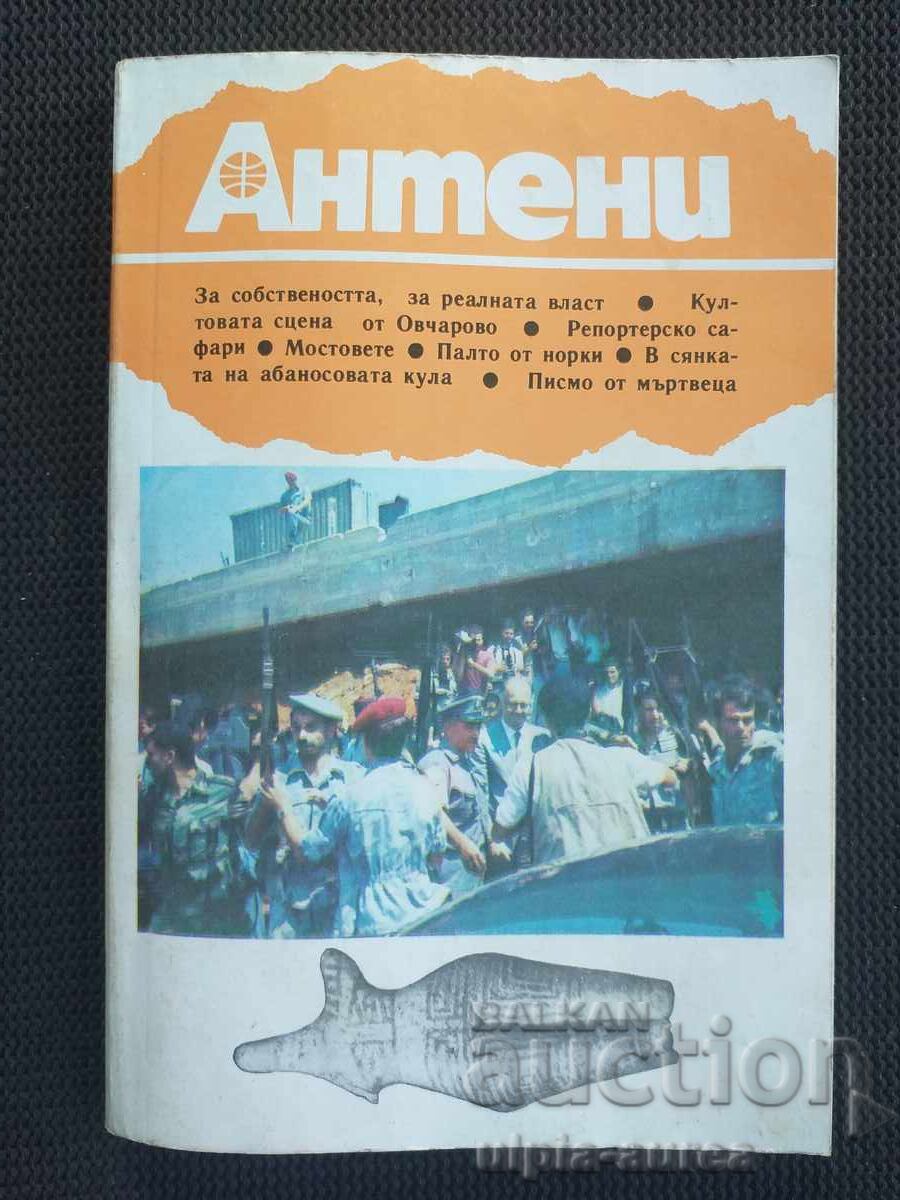 Антени
За собствеността, за реалната власт ● Кул-
товата сцена от Овчарово ● Репортерско са-
фари ● Мостовете ● Палто от норки ● В сянка-
та на абаносовата кула ● Писмо от мъртвеца
BALKAN
auction
ulpia-aurea